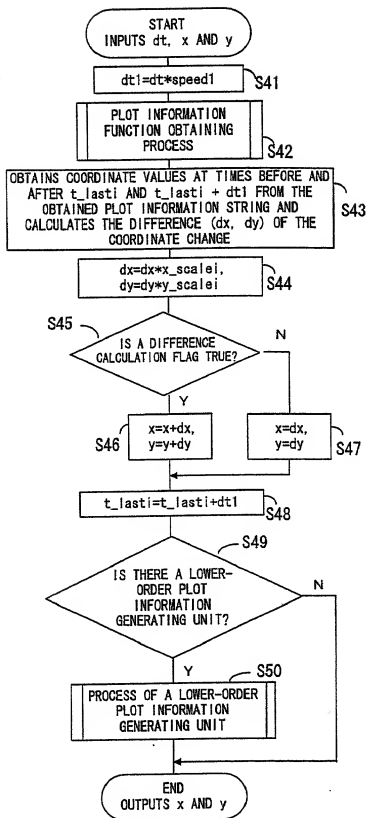 START
INPUTS dt, x AND y
dt1=dt*speed1
S41
PLOT INFORMATION
FUNCTION OBTAINING
PROCESS
S42
OBTAINS COORDINATE VALUES AT TIMES BEFORE AND
AFTER t_lasti AND t_lasti + dt1 FROM THE
OBTAINED PLOT INFORMATION STRING AND
CALCULATES THE DIFFERENCE (dx, dy) OF THE
COORDINATE CHANGE
S43
dx=dx*x_scalei,
dy=dy*y_scalei
S44
S45
IS A DIFFERENCE
CALCULATION FLAG TRUE?
N
Y
S46
x=x+dx,
y=y+dy
x=dx,
y=dy
S47
t_lasti=t_lasti+dt1
S48
S49
IS THERE A LOWER-
ORDER PLOT
INFORMATION
GENERATING UNIT?
N
Y
S50
PROCESS OF A LOWER-ORDER
PLOT INFORMATION
GENERATING UNIT
END
OUTPUTS x AND y